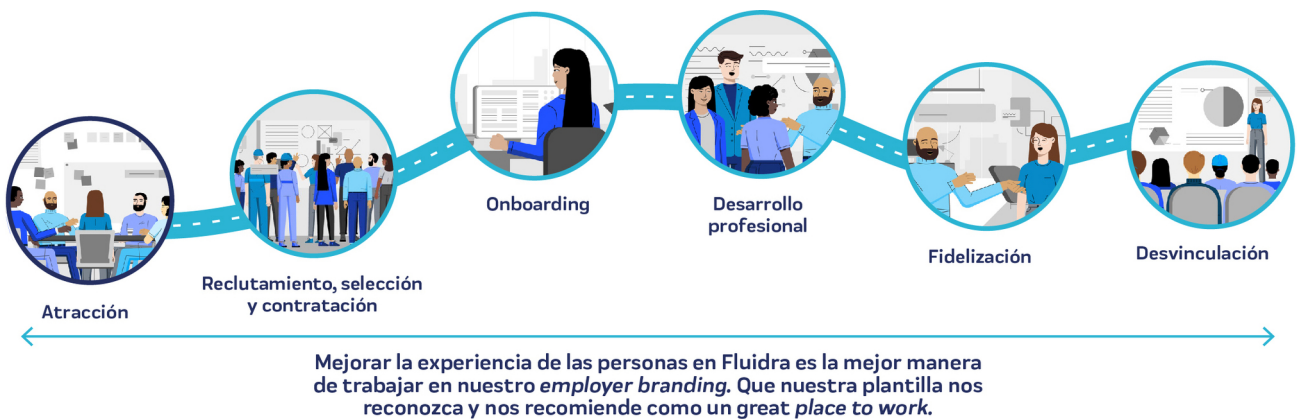 Atracción
Reclutamiento, selección
y contratación
Onboarding
Desarrollo
profesional
Fidelización
Desvinculación
Mejorar la experiencia de las personas en Fluidra es la mejor manera
de trabajar en nuestro employer branding. Que nuestra plantilla nos
reconozca y nos recomiende como un great place to work.